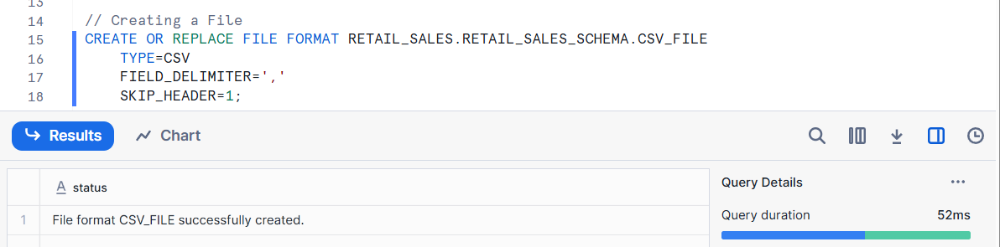 13
14 // Creating a File
15 CREATE OR REPLACE FILE FORMAT RETAIL_SALES.RETAIL_SALES_SCHEMA.CSV_FILE
16 TYPE=CSV
17 FIELD_DELIMITER=','
18 SKIP_HEADER=1;
Results Chart
A status
Query Details ...
1 File format CSV_FILE successfully created.
Query duration 52ms